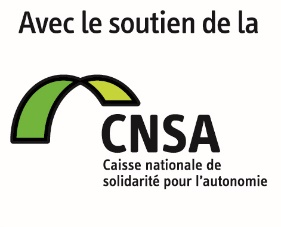 Avec le soutien de la
CNSA
Caisse nationale de
solidarité pour l'autonomie